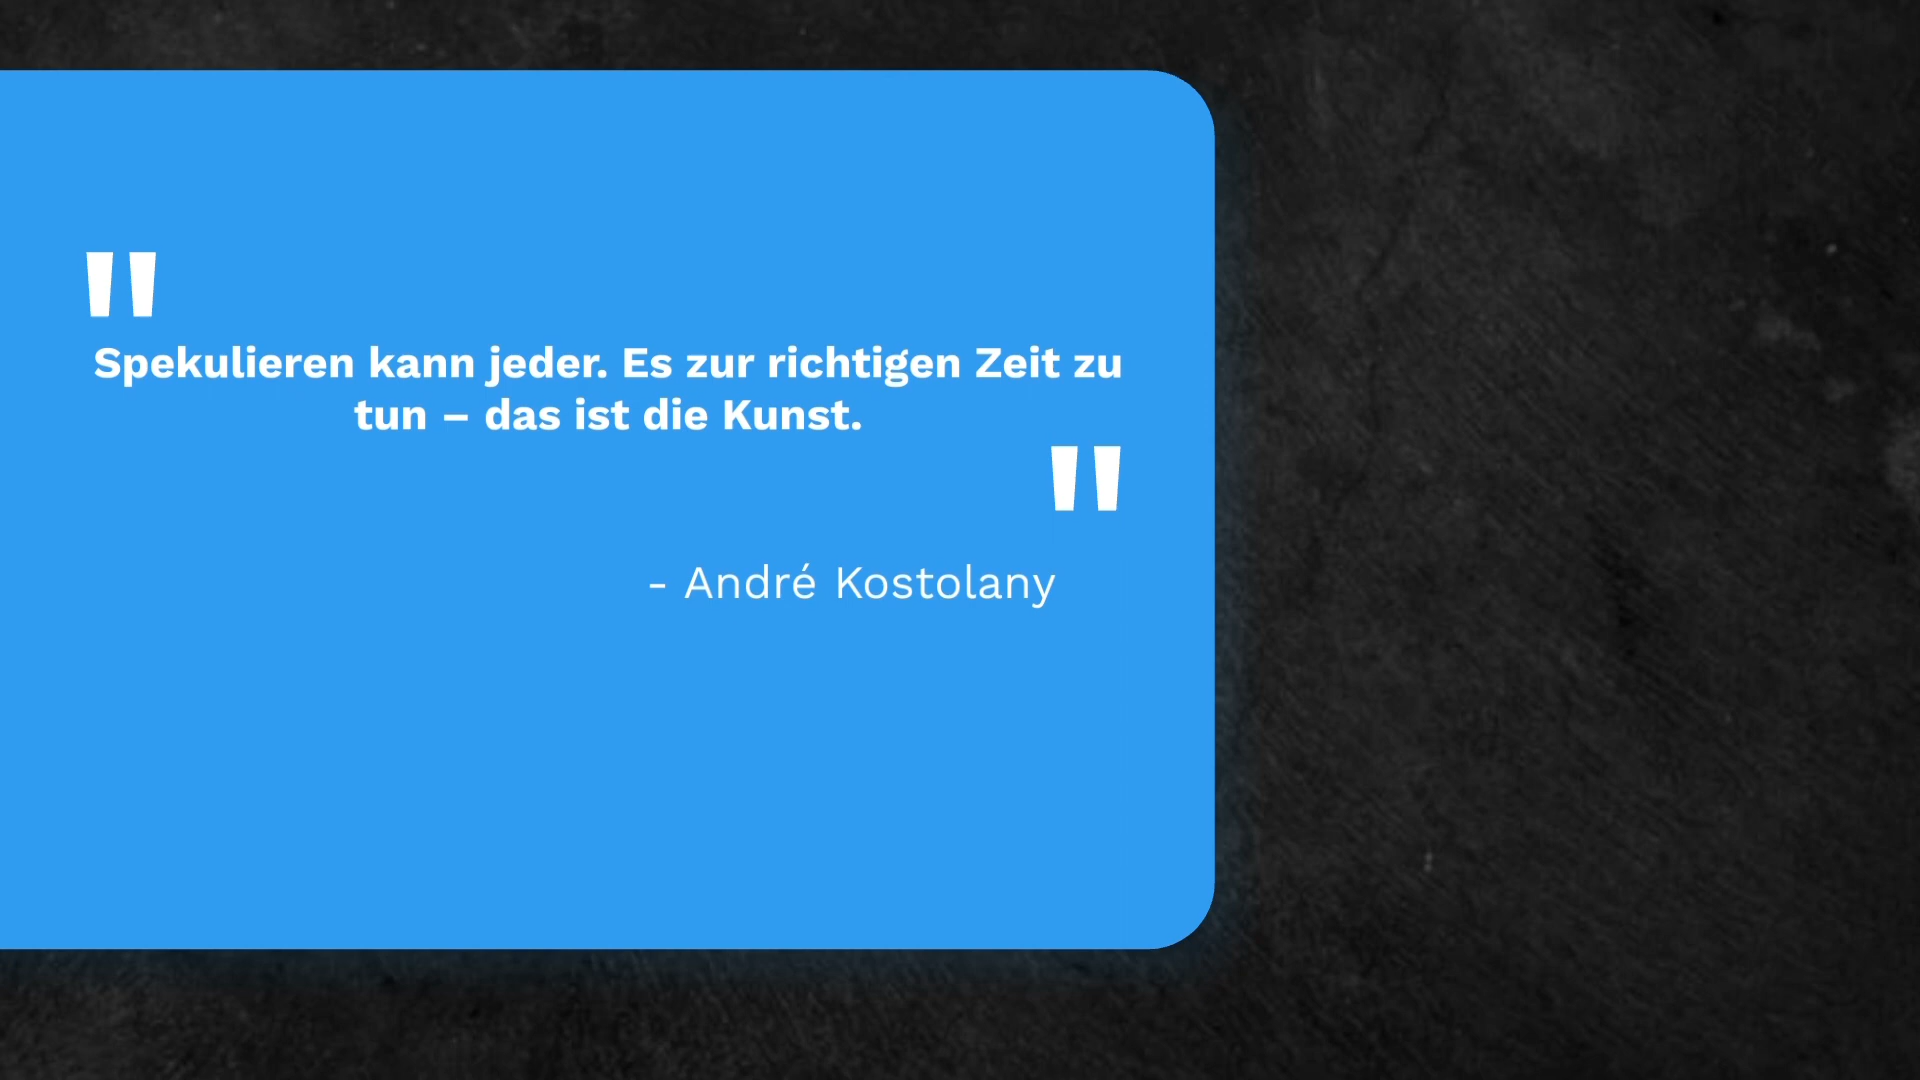 "
Spekulieren kann jeder. Es zur richtigen Zeit zu
tun – das ist die Kunst.
"
- André Kostolany